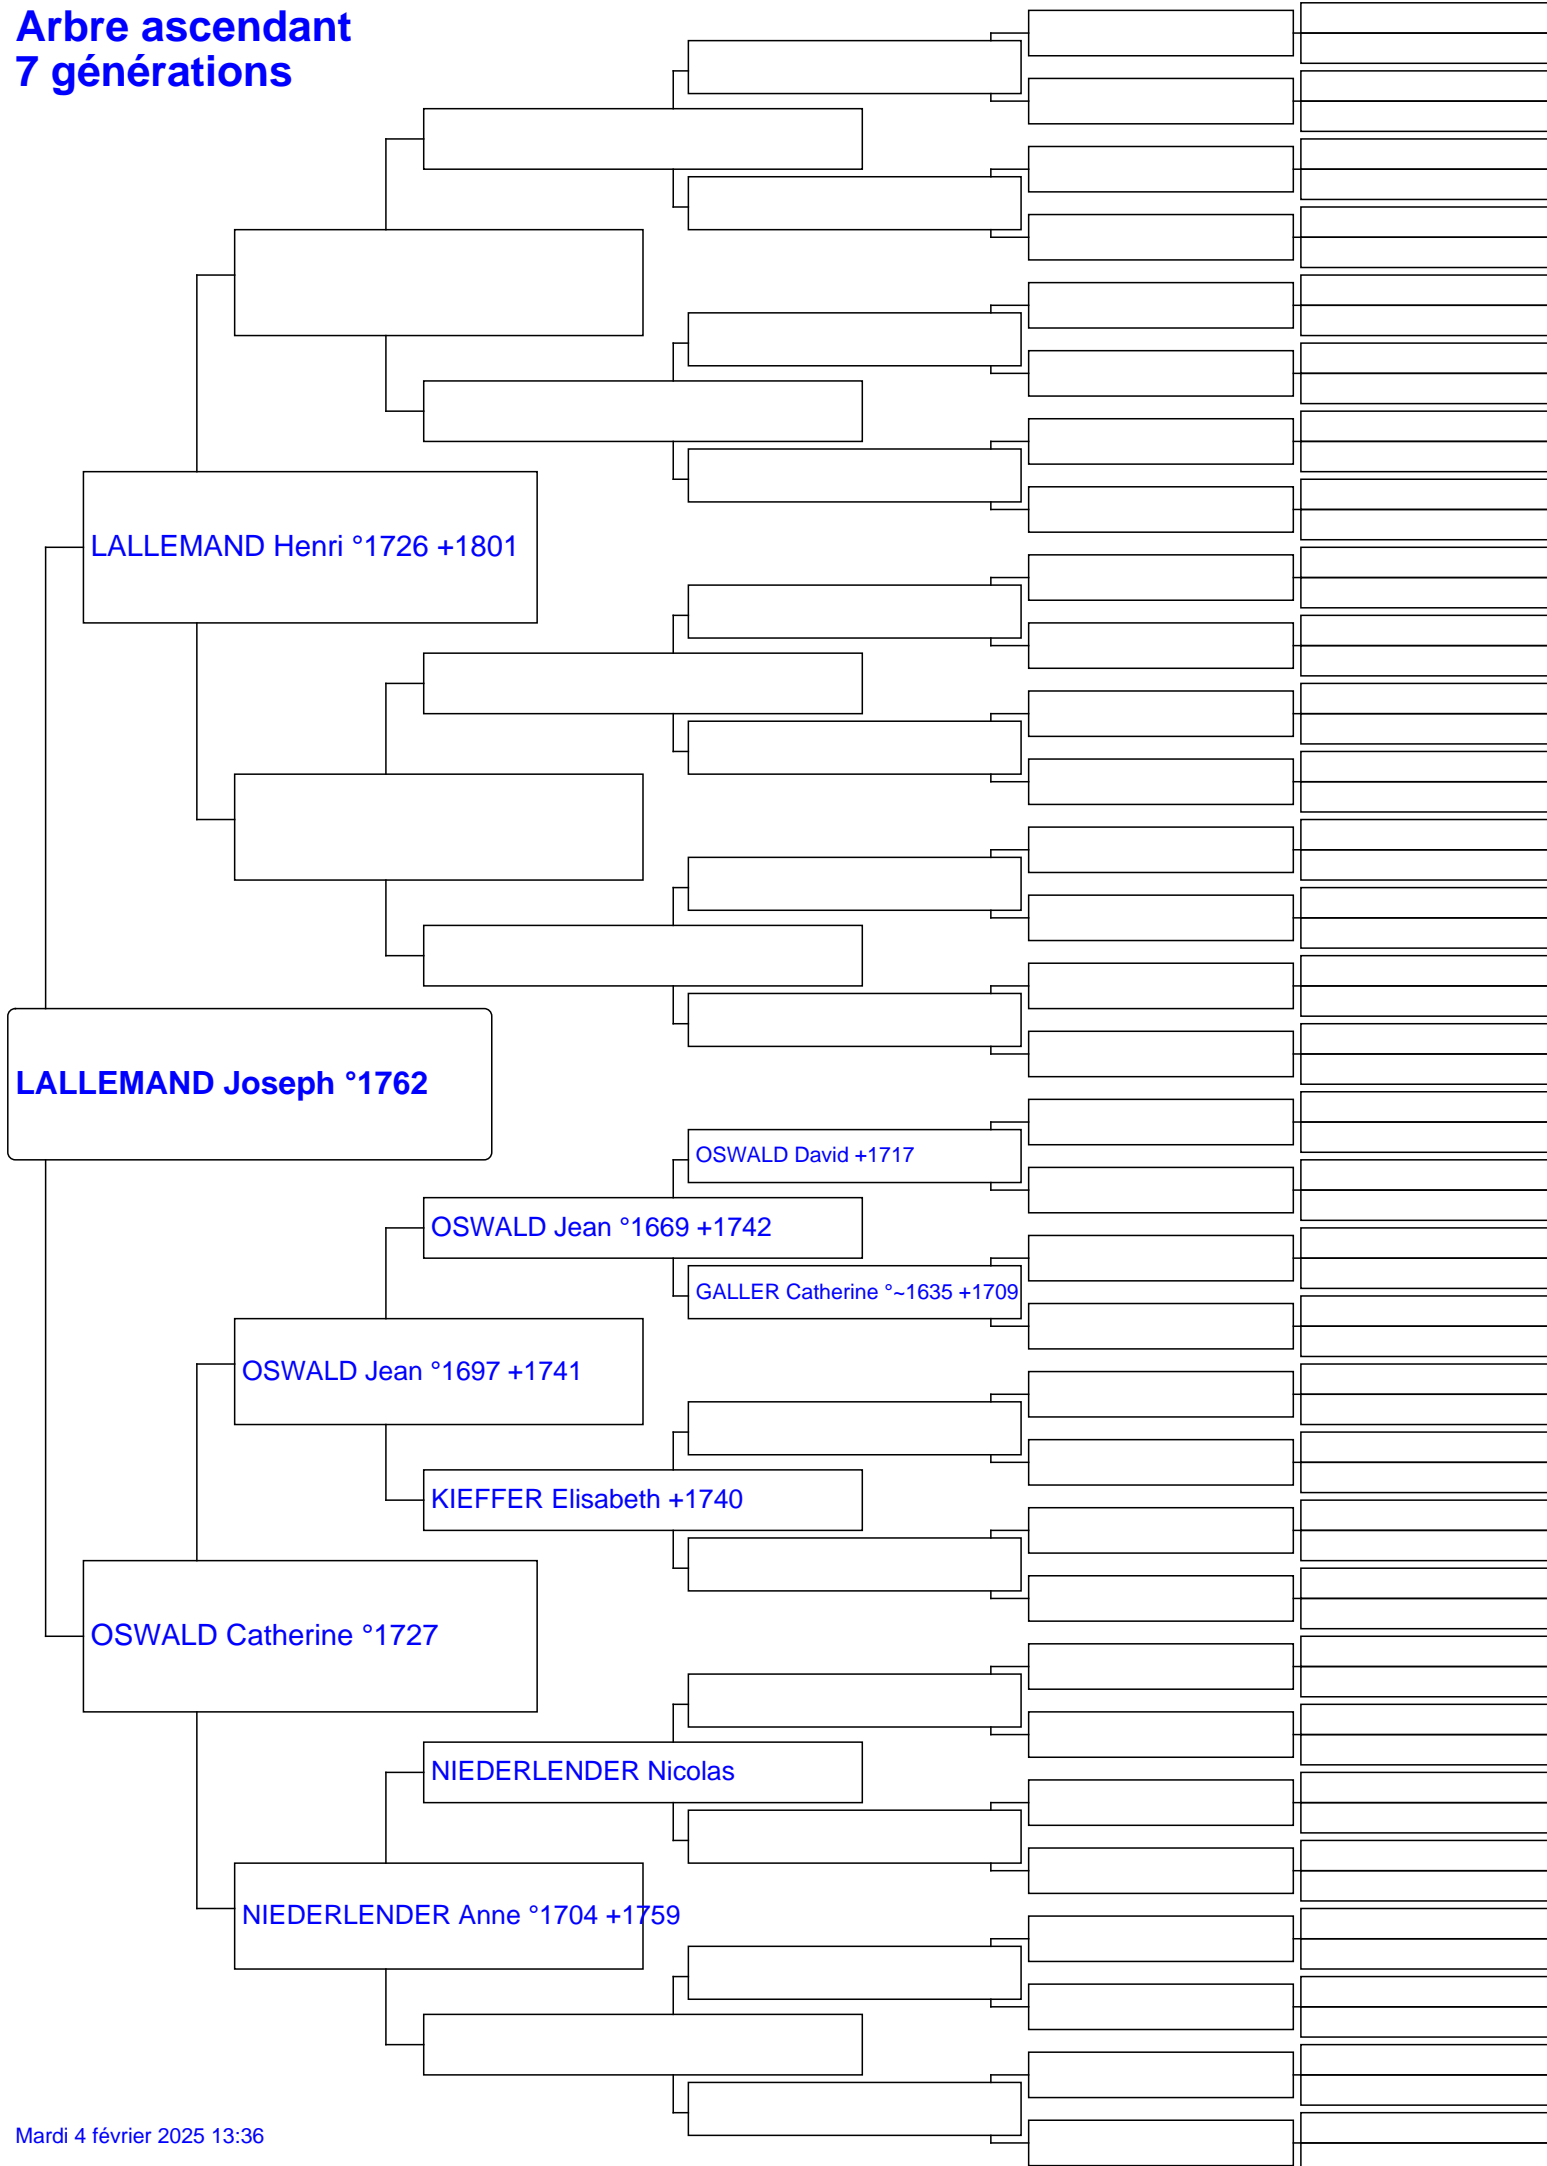 Arbre ascendant
7 générations
LALLEMAND Henri °1726 +1801
LALLEMAND Joseph °1762
OSWALD David +1717
OSWALD Jean °1669 +1742
GALLER Catherine °~1635 +1709
OSWALD Jean °1697 +1741
KIEFFER Elisabeth +1740
OSWALD Catherine °1727
NIEDERLENDER Nicolas
NIEDERLENDER Anne °1704 +1759
Mardi 4 février 2025 13:36